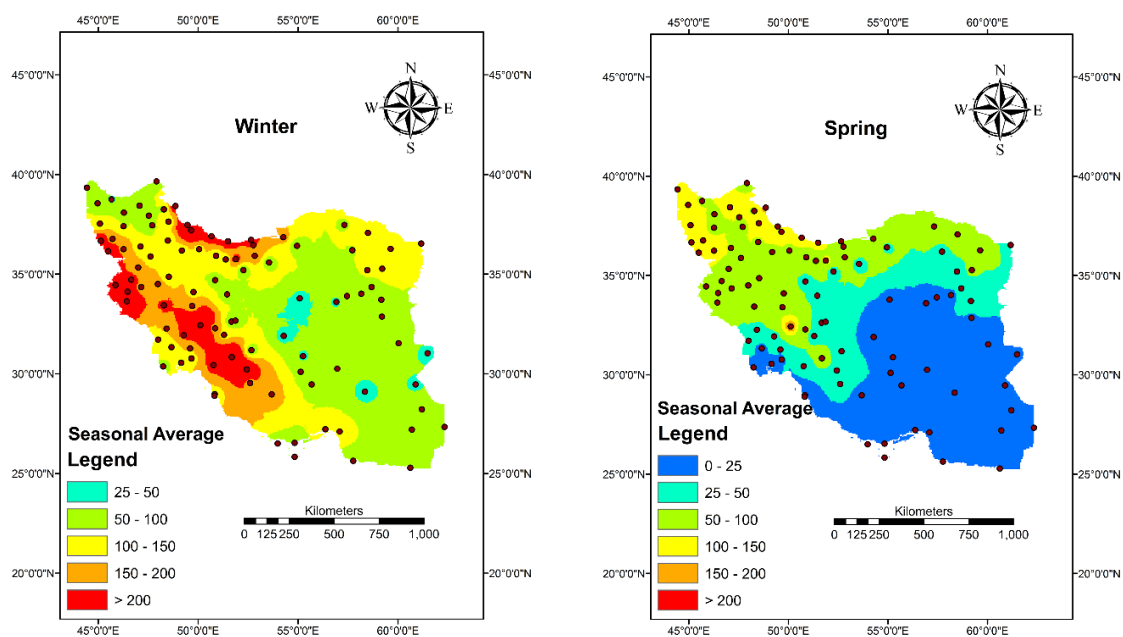 45°0'0"E 50°0'0"E 55°0'0"E 60°0'0"E
45°0'0"N 45°0'0"N
N
W E
S
Winter
40°0'0"N 40°0'0"N
35°0'0"N 35°0'0"N
30°0'0"N 30°0'0"N
Seasonal Average
Legend
25°0'0"N 25°0'0"N
25 - 50
50 - 100
100 - 150
150 - 200
> 200
Kilometers
0 125 250 500 750 1,000
20°0'0"N 20°0'0"N
45°0'0"E 50°0'0"E 55°0'0"E 60°0'0"E
45°0'0"E 50°0'0"E 55°0'0"E 60°0'0"E
45°0'0"N 45°0'0"N
N
W E
S
Spring
40°0'0"N 40°0'0"N
35°0'0"N 35°0'0"N
30°0'0"N 30°0'0"N
Seasonal Average
Legend
25°0'0"N 25°0'0"N
0 - 25
25 - 50
50 - 100
100 - 150
150 - 200
> 200
Kilometers
0 125 250 500 750 1,000
20°0'0"N 20°0'0"N
45°0'0"E 50°0'0"E 55°0'0"E 60°0'0"E